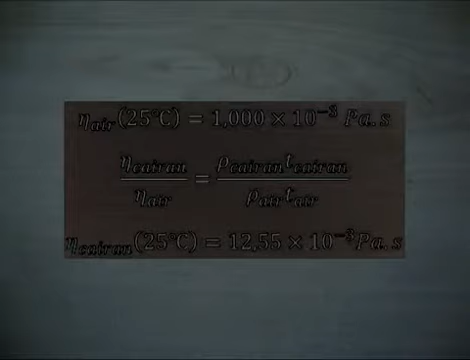 η_air(25°C) = 1,000 × 10⁻³ Pa.s
η_cairan / η_air = ρ_cairan t_cairan / ρ_air t_air
η_cairan(25°C) = 12,55 × 10⁻³ Pa.s